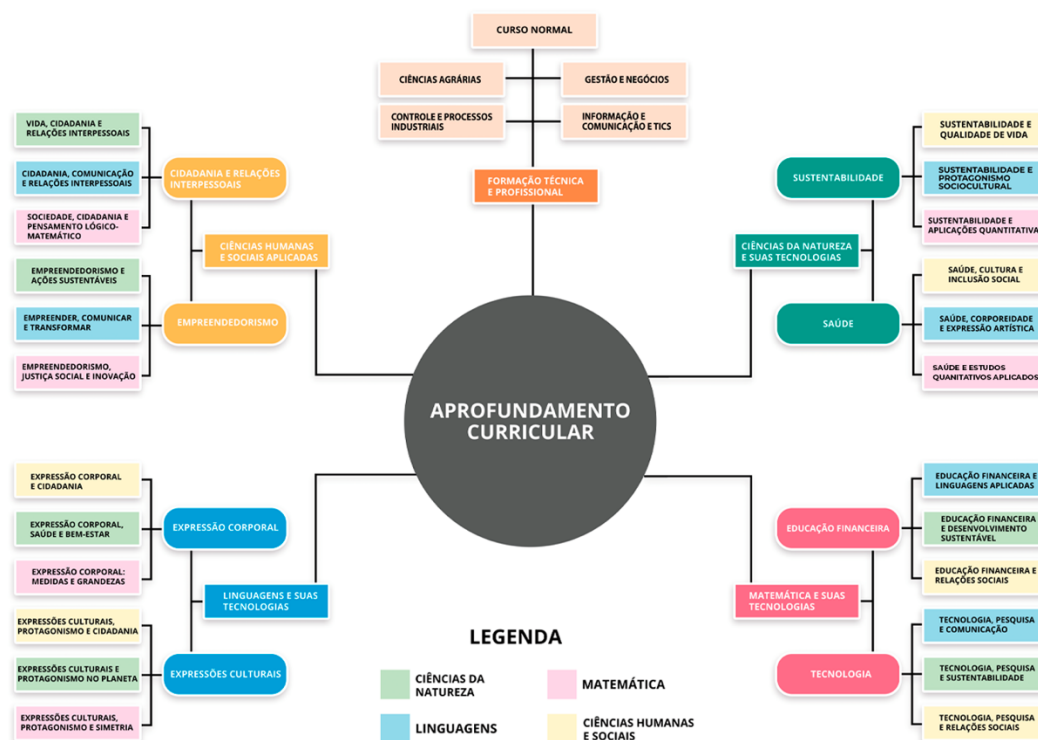 CURSO NORMAL
CIÊNCIAS AGRÁRIAS
GESTÃO E NEGÓCIOS
CONTROLE E PROCESSOS
INDUSTRIAIS
INFORMAÇÃO E
COMUNICAÇÃO E TICS
FORMAÇÃO TÉCNICA
E PROFISSIONAL
VIDA, CIDADANIA E
RELAÇÕES INTERPESSOAIS
CIDADANIA, COMUNICAÇÃO
E RELAÇÕES INTERPESSOAIS
SOCIEDADE, CIDADANIA E
PENSAMENTO LÓGICO-
MATEMÁTICO
CIDADANIA E RELAÇÕES
INTERPESSOAIS
CIÊNCIAS HUMANAS
E SOCIAIS APLICADAS
EMPREENDEDORISMO E
AÇÕES SUSTENTÁVEIS
EMPREENDER, COMUNICAR
E TRANSFORMAR
EMPREENDEDORISMO,
JUSTIÇA SOCIAL E INOVAÇÃO
EMPREENDEDORISMO
SUSTENTABILIDADE
SUSTENTABILIDADE E
QUALIDADE DE VIDA
SUSTENTABILIDADE E
PROTAGONISMO
SOCIOCULTURAL
SUSTENTABILIDADE E
APLICAÇÕES QUANTITATIVA
CIÊNCIAS DA NATUREZA
E SUAS TECNOLOGIAS
SAÚDE
SAÚDE, CULTURA E
INCLUSÃO SOCIAL
SAÚDE, CORPOREIDADE
E EXPRESSÃO ARTÍSTICA
SAÚDE E ESTUDOS
QUANITATIVOS APLICADOS
APROFUNDAMENTO
CURRICULAR
EXPRESSÃO CORPORAL
E CIDADANIA
EXPRESSÃO CORPORAL,
SAÚDE E BEM-ESTAR
EXPRESSÃO CORPORAL:
MEDIDAS E GRANDEZAS
EXPRESSÃO CORPORAL
LINGUAGENS E SUAS
TECNOLOGIAS
EXPRESSÕES CULTURAIS,
PROTAGONISMO E CIDADANIA
EXPRESSÕES CULTURAIS E
PROTAGONISMO NO PLANETA
EXPRESSÕES CULTURAIS,
PROTAGONISMO E SIMETRIA
EXPRESSÕES CULTURAIS
EDUCAÇÃO FINANCEIRA
EDUCAÇÃO FINANCEIRA E
LINGUAGENS APLICADAS
EDUCAÇÃO FINANCEIRA
E DESENVOLVIMENTO
SUSTENTÁVEL
EDUCAÇÃO FINANCEIRA E
RELAÇÕES SOCIAIS
MATEMÁTICA E SUAS
TECNOLOGIAS
TECNOLOGIA
TECNOLOGIA, PESQUISA
E COMUNICAÇÃO
TECNOLOGIA, PESQUISA
E SUSTENTABILIDADE
TECNOLOGIA, PESQUISA
E RELAÇÕES SOCIAIS
LEGENDA
CIÊNCIAS DA
NATUREZA
MATEMÁTICA
LINGUAGENS
CIÊNCIAS HUMANAS
E SOCIAIS